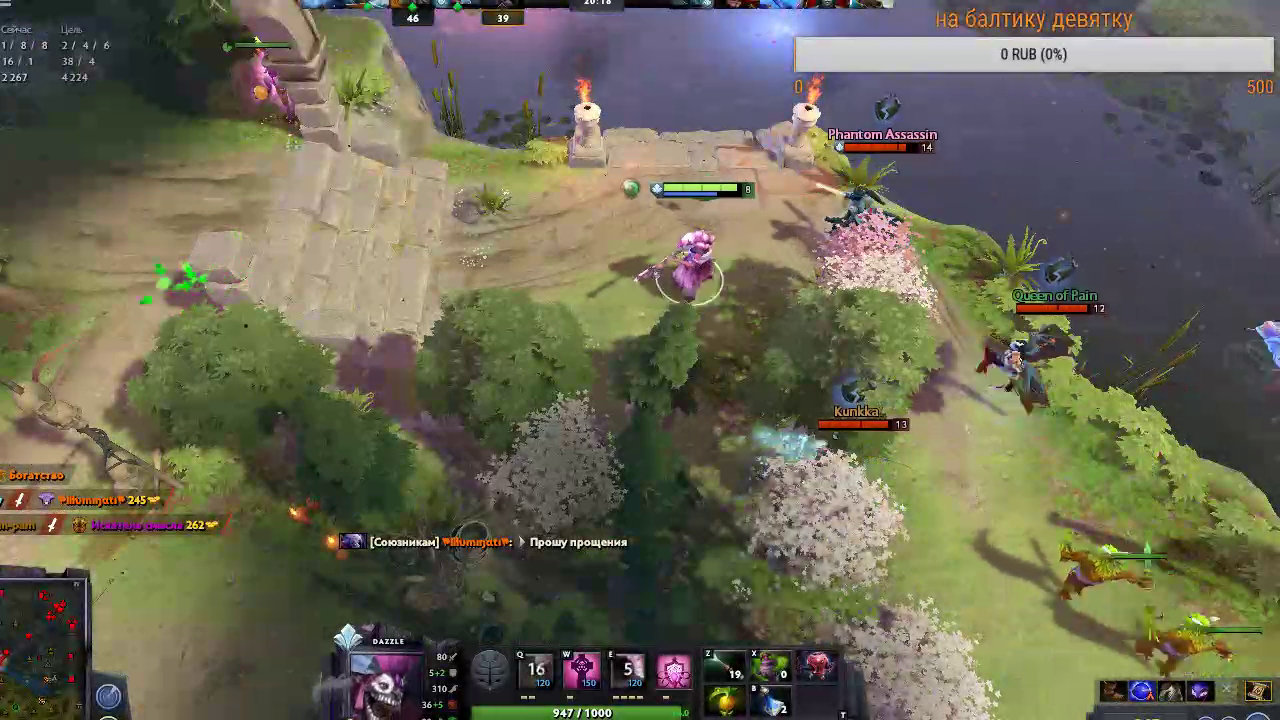 46
39
20:18
Сейчас Цель
1 / 8 / 8 2 / 4 / 6
16 / 1 38 / 4
2 267 4 224
на балтику девятку
0 RUB (0%)
0 500
Phantom Assassin
14
8
Queen of Pain
12
Kunkka
13
Богатство
Illuminati 245
Искатель смысла 262
[Союзникам] Illuminati: Прошу прощения
DAZZLE
80
5+2
310
36+5
Q 16 120
W 150
E 5 120
Z 19
X 0
B 2
T
947 / 1000